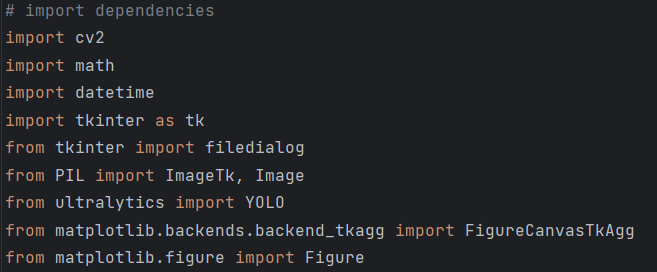 # import dependencies
import cv2
import math
import datetime
import tkinter as tk
from tkinter import filedialog
from PIL import ImageTk, Image
from ultralytics import YOLO
from matplotlib.backends.backend_tkagg import FigureCanvasTkAgg
from matplotlib.figure import Figure